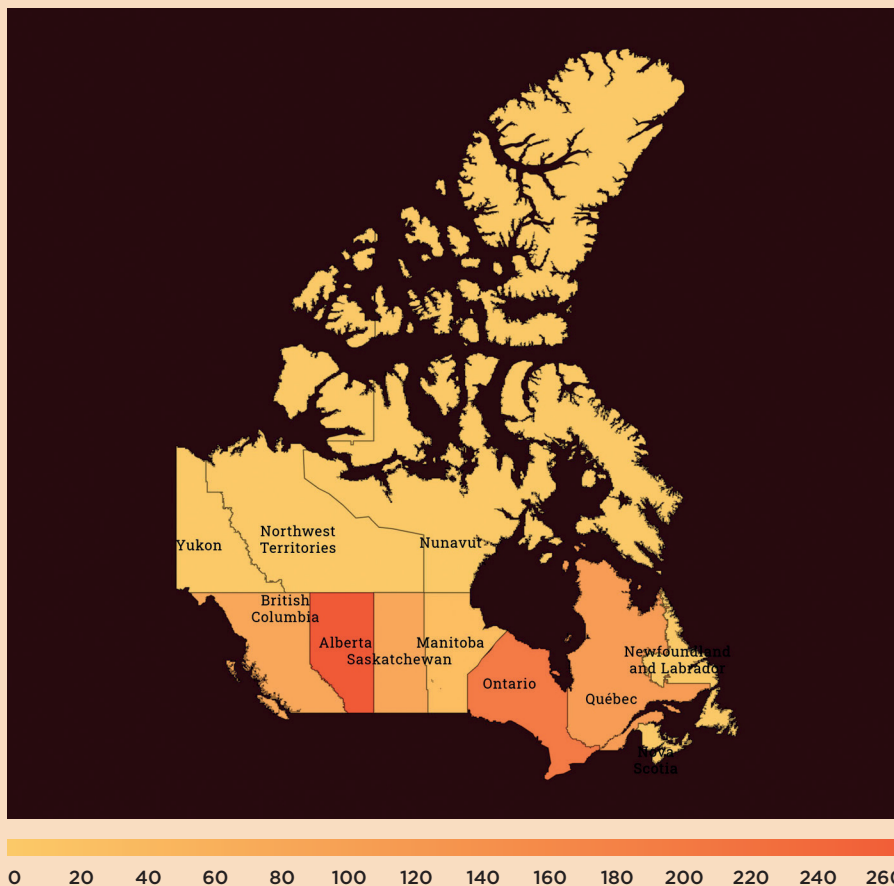 Yukon
Northwest
Territories
Nunavut
British
Columbia
Alberta
Saskatchewan
Manitoba
Ontario
Québec
Newfoundland
and Labrador
Nova
Scotia
0 20 40 60 80 100 120 140 160 180 200 220 240 260